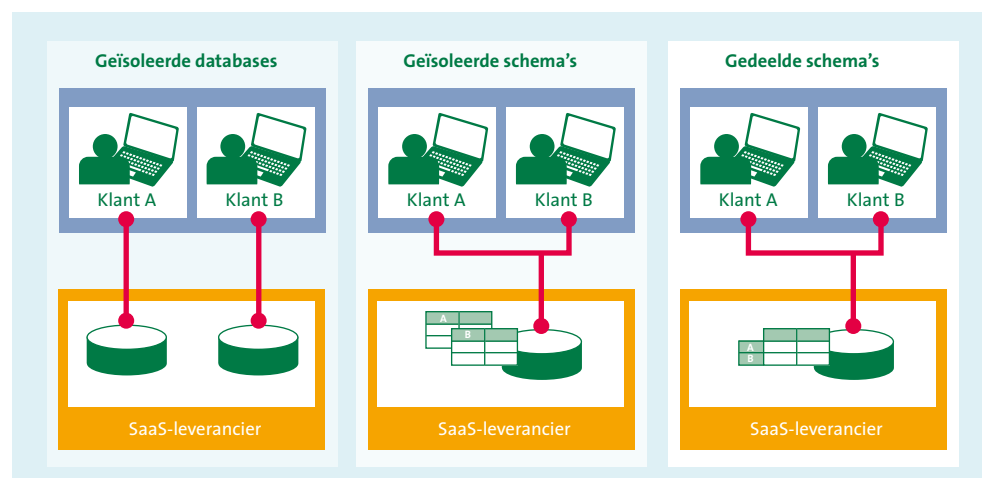 Geïsoleerde databases
Klant A
Klant B
SaaS-leverancier
Geïsoleerde schema's
Klant A
Klant B
A
B
SaaS-leverancier
Gedeelde schema's
Klant A
Klant B
A
B
SaaS-leverancier